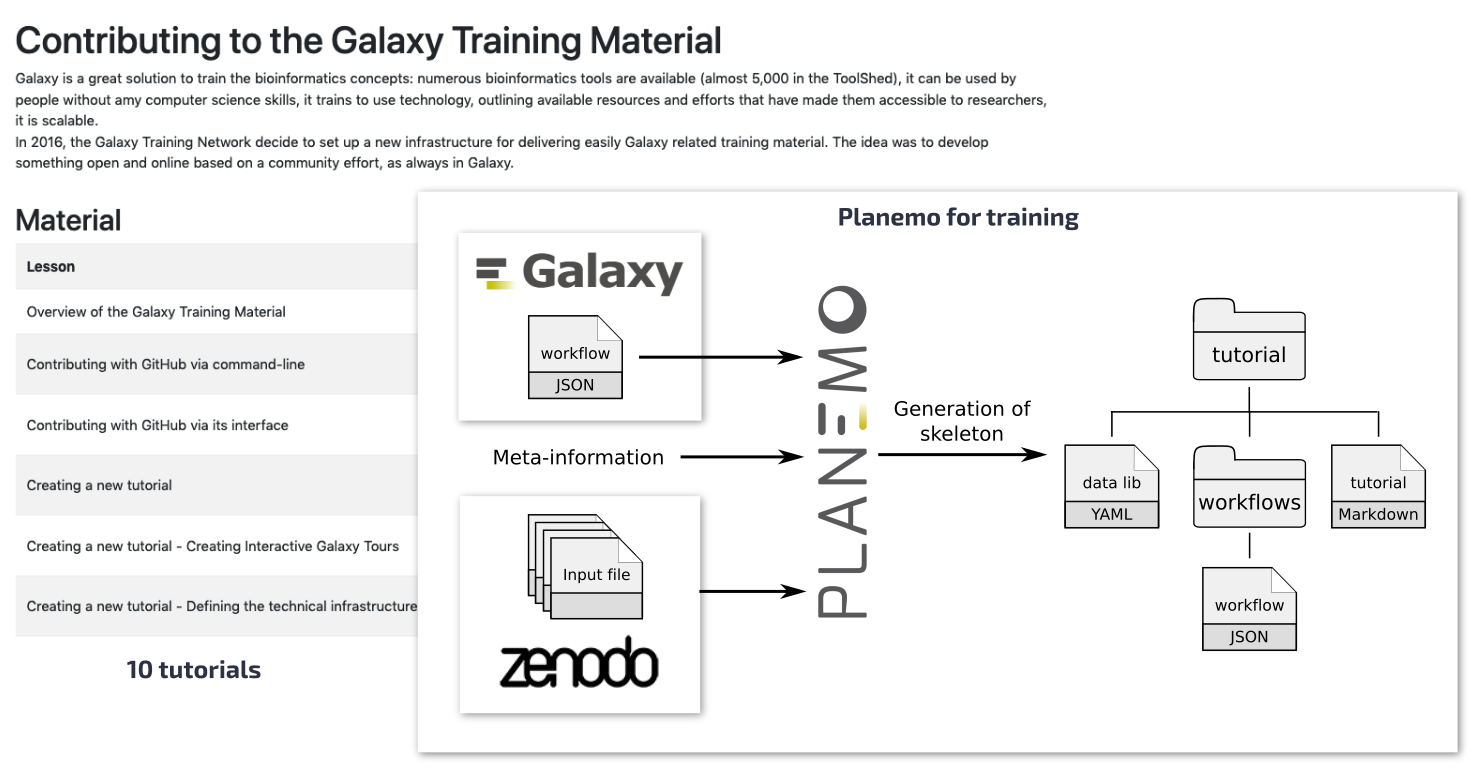 Contributing to the Galaxy Training Material
Galaxy is a great solution to train the bioinformatics concepts: numerous bioinformatics tools are available (almost 5,000 in the ToolShed), it can be used by
people without amy computer science skills, it trains to use technology, outlining available resources and efforts that have made them accessible to researchers,
it is scalable.
In 2016, the Galaxy Training Network decide to set up a new infrastructure for delivering easily Galaxy related training material. The idea was to develop
something open and online based on a community effort, as always in Galaxy.
Material
Lesson
Overview of the Galaxy Training Material
Contributing with GitHub via command-line
Contributing with GitHub via its interface
Creating a new tutorial
Creating a new tutorial - Creating Interactive Galaxy Tours
Creating a new tutorial - Defining the technical infrastructure
10 tutorials
Planemo for training
Galaxy
workflow
JSON
Meta-information
Input file
zenodo
PLANEMO
Generation of
skeleton
tutorial
data lib
YAML
workflows
tutorial
Markdown
workflow
JSON